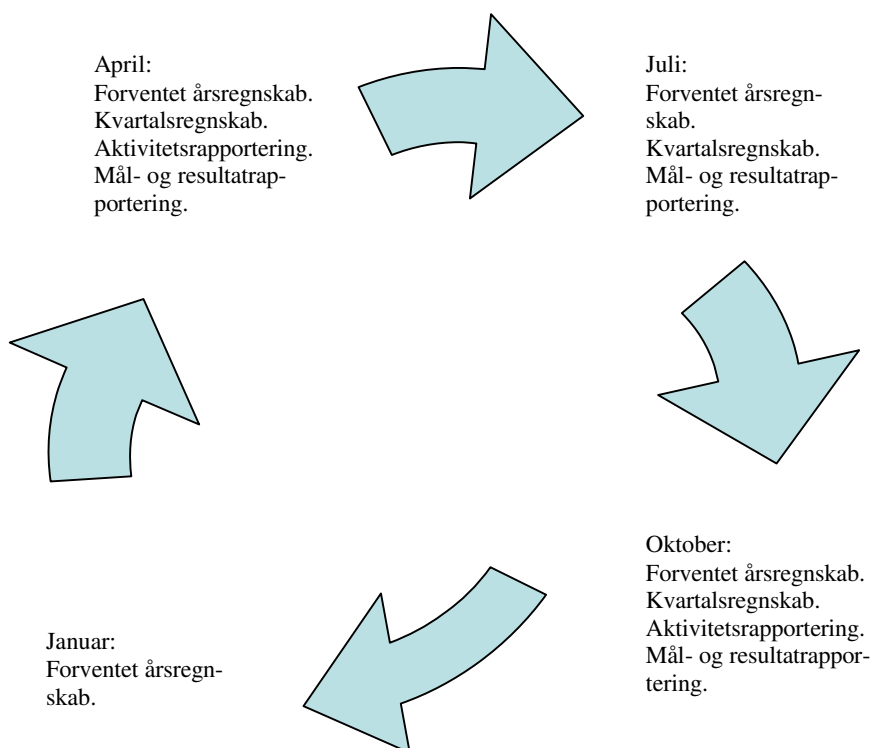 April:
Forventet årsregnskab.
Kvartalsregnskab.
Aktivitetsrapportering.
Mål- og resultatrap-
portering.
Juli:
Forventet årsregn-
skab.
Kvartalsregnskab.
Mål- og resultatrap-
portering.
Oktober:
Forventet årsregnskab.
Kvartalsregnskab.
Aktivitetsrapportering.
Mål- og resultatrappor-
tering.
Januar:
Forventet årsregn-
skab.